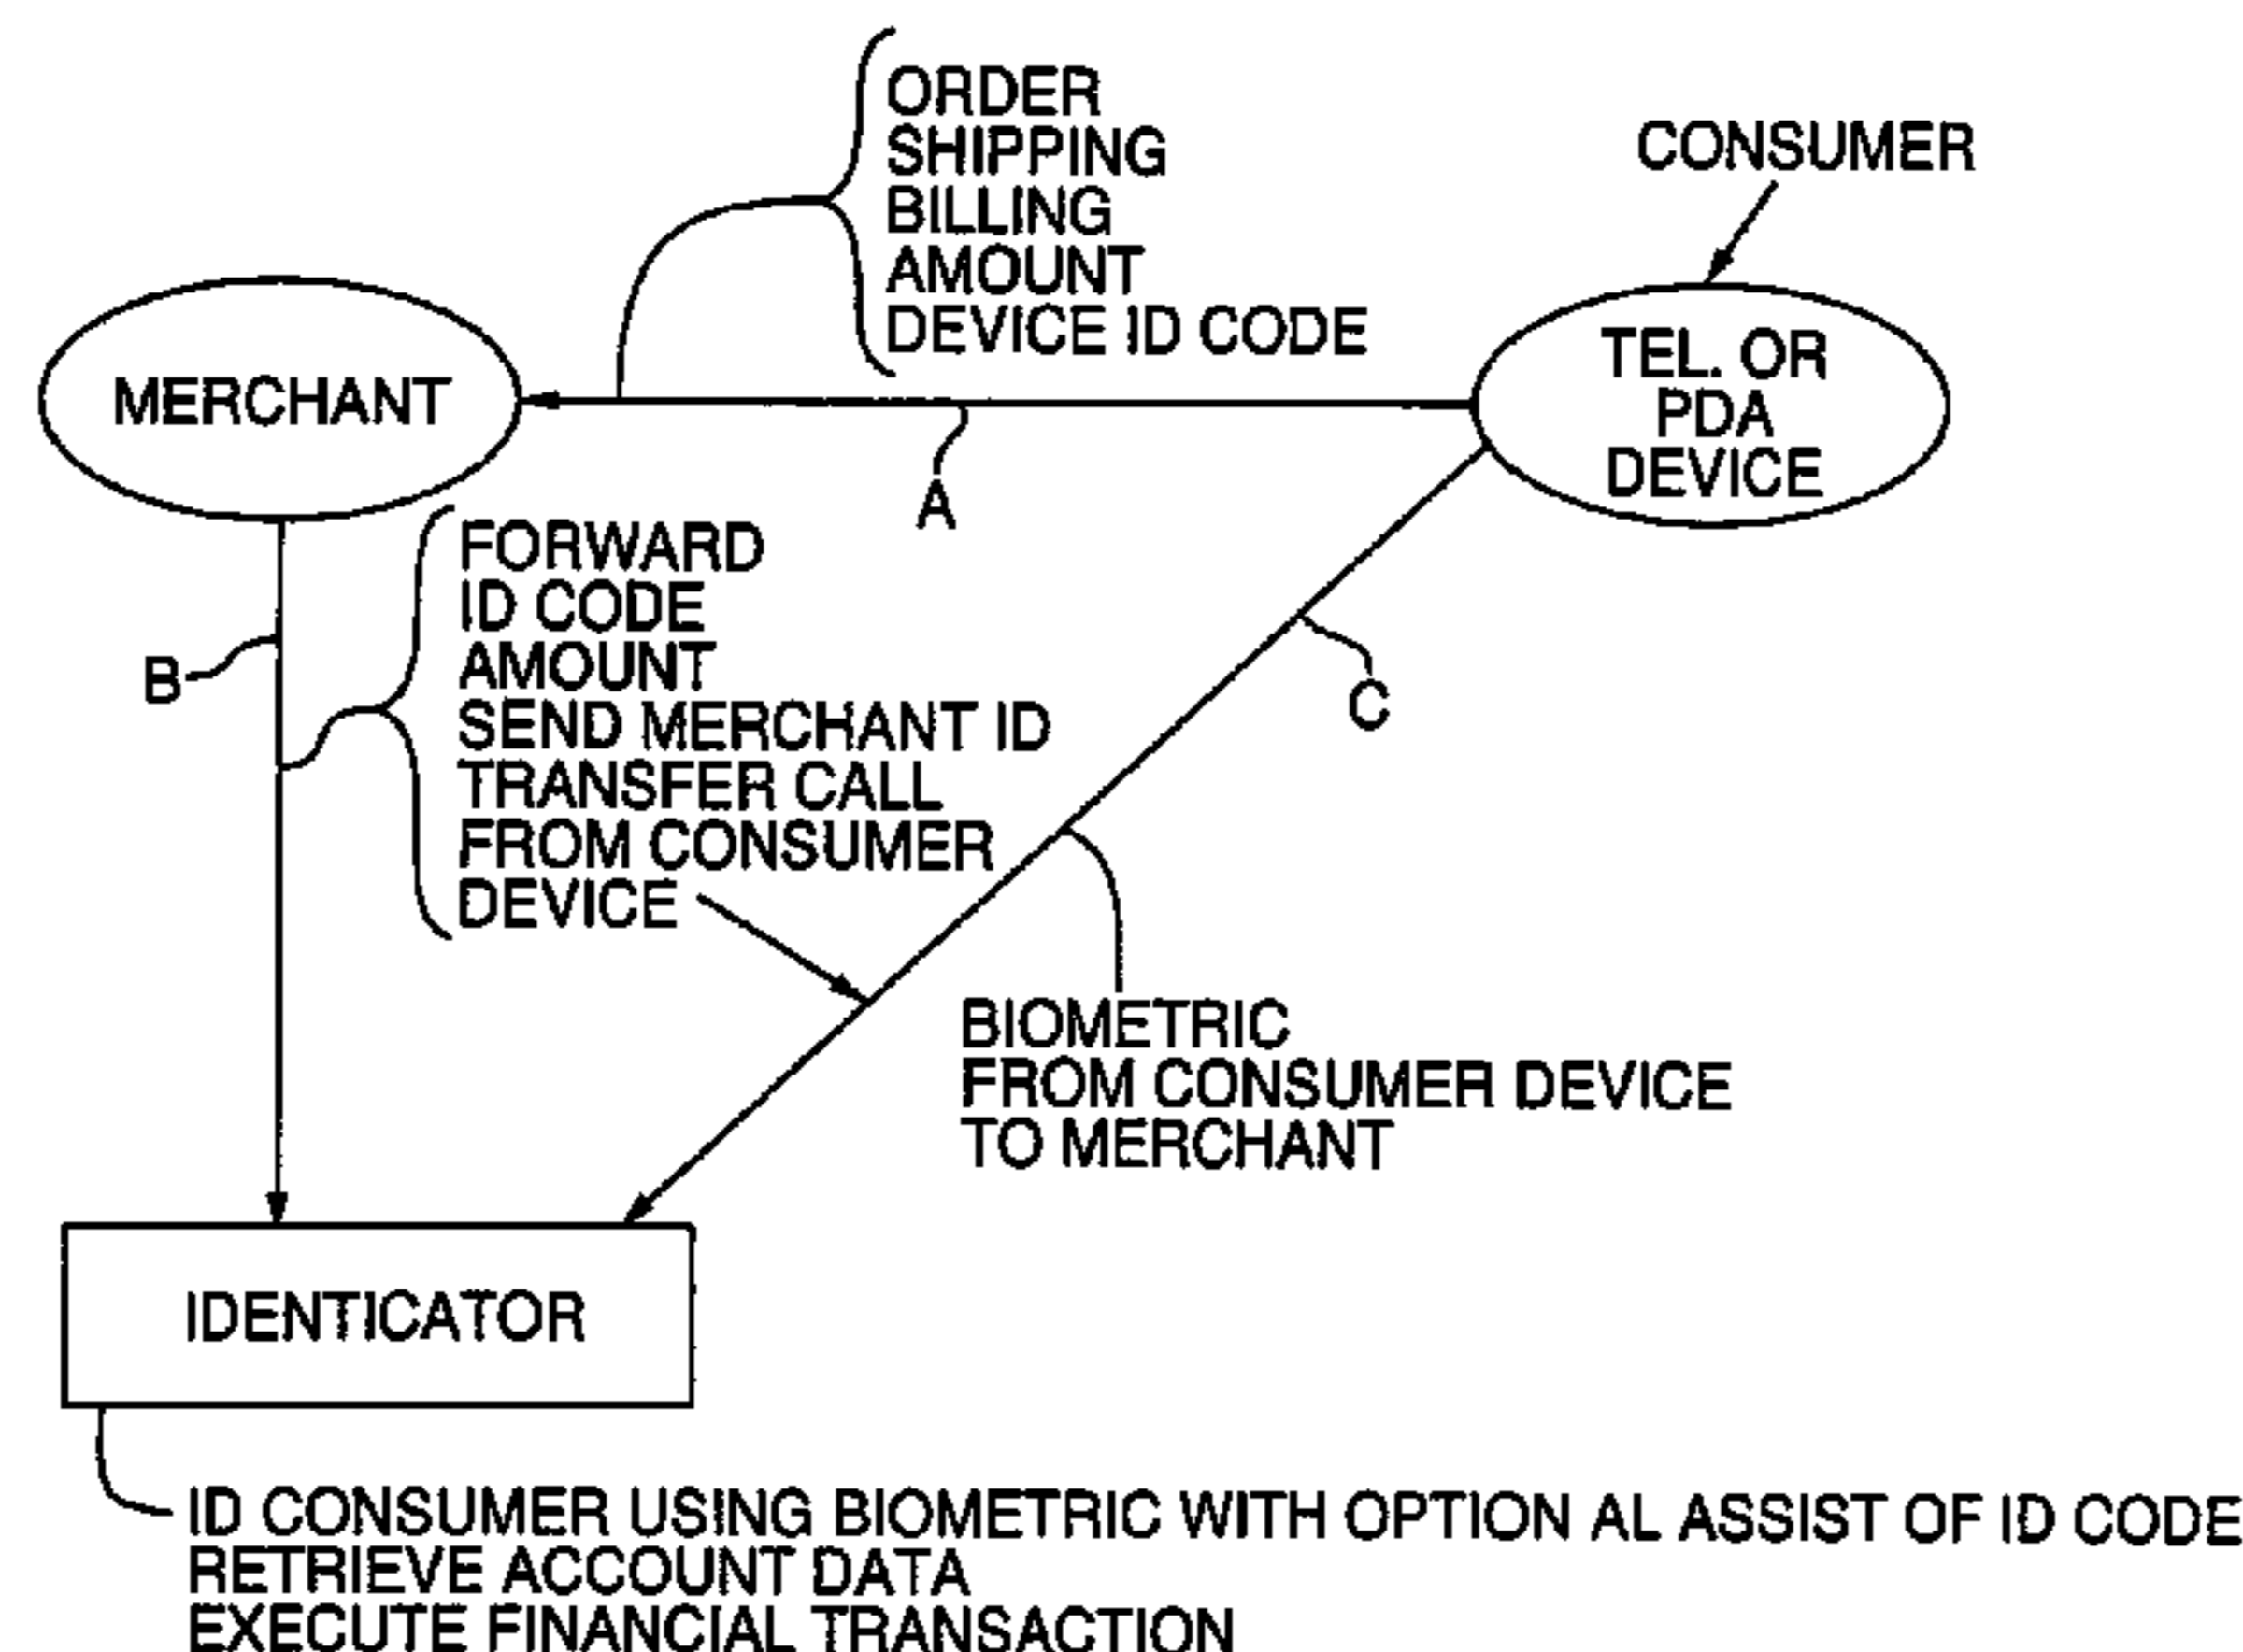 ORDER
SHIPPING
BILLING
AMOUNT
DEVICE ID CODE
CONSUMER
MERCHANT
TEL. OR
PDA
DEVICE
A
FORWARD
ID CODE
AMOUNT
SEND MERCHANT ID
TRANSFER CALL
FROM CONSUMER
DEVICE
B
C
BIOMETRIC
FROM CONSUMER DEVICE
TO MERCHANT
IDENTICATOR
ID CONSUMER USING BIOMETRIC WITH OPTION AL ASSIST OF ID CODE
RETRIEVE ACCOUNT DATA
EXECUTE FINANCIAL TRANSACTION